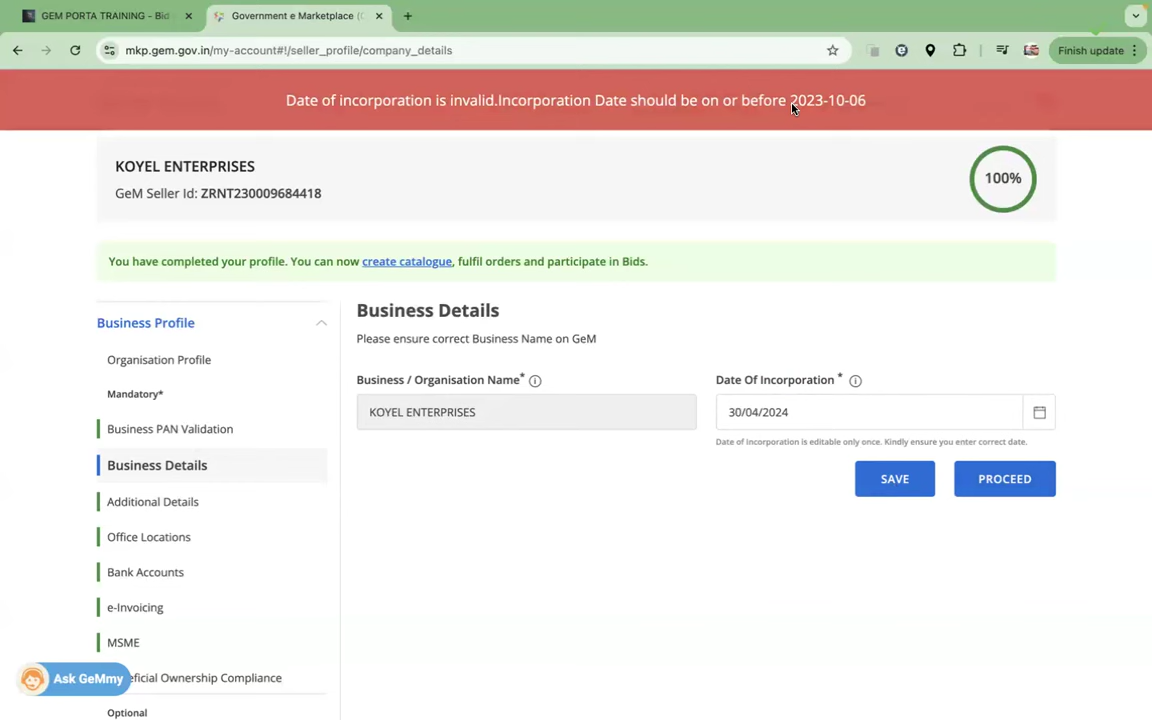 GEM PORTA TRAINING - Bid
Government e Marketplace (
mkp.gem.gov.in/my-account#!/seller_profile/company_details
Finish update
Date of incorporation is invalid.Incorporation Date should be on or before 2023-10-06
KOYEL ENTERPRISES
GeM Seller Id: ZRNT230009684418
100%
You have completed your profile. You can now create catalogue, fulfil orders and participate in Bids.
Business Profile
Organisation Profile
Mandatory*
Business PAN Validation
Business Details
Additional Details
Office Locations
Bank Accounts
e-Invoicing
MSME
eficial Ownership Compliance
Optional
Ask GeMmy
Business Details
Please ensure correct Business Name on GeM
Business / Organisation Name*
KOYEL ENTERPRISES
Date Of Incorporation *
30/04/2024
Date of Incorporation is editable only once. Kindly ensure you enter correct date.
SAVE
PROCEED